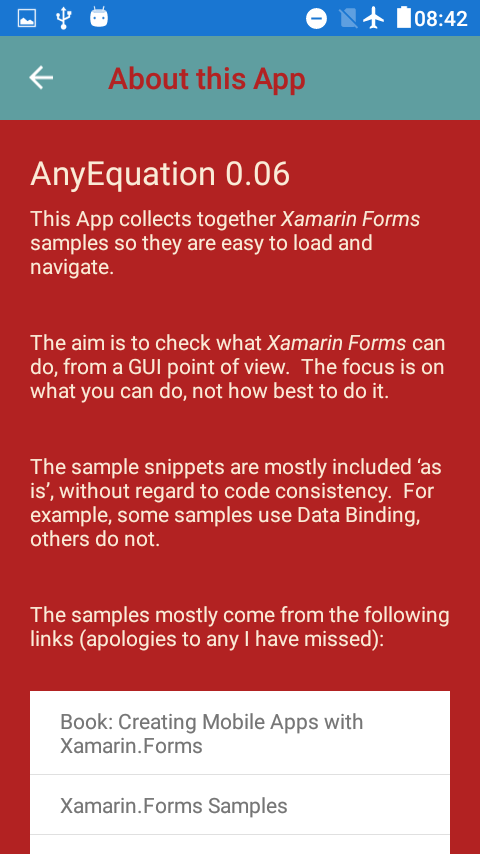 08:42
About this App
AnyEquation 0.06
This App collects together Xamarin Forms
samples so they are easy to load and
navigate.
The aim is to check what Xamarin Forms can
do, from a GUI point of view.  The focus is on
what you can do, not how best to do it.
The sample snippets are mostly included ‘as
is’, without regard to code consistency.  For
example, some samples use Data Binding,
others do not.
The samples mostly come from the following
links (apologies to any I have missed):
Book: Creating Mobile Apps with
Xamarin.Forms
Xamarin.Forms Samples